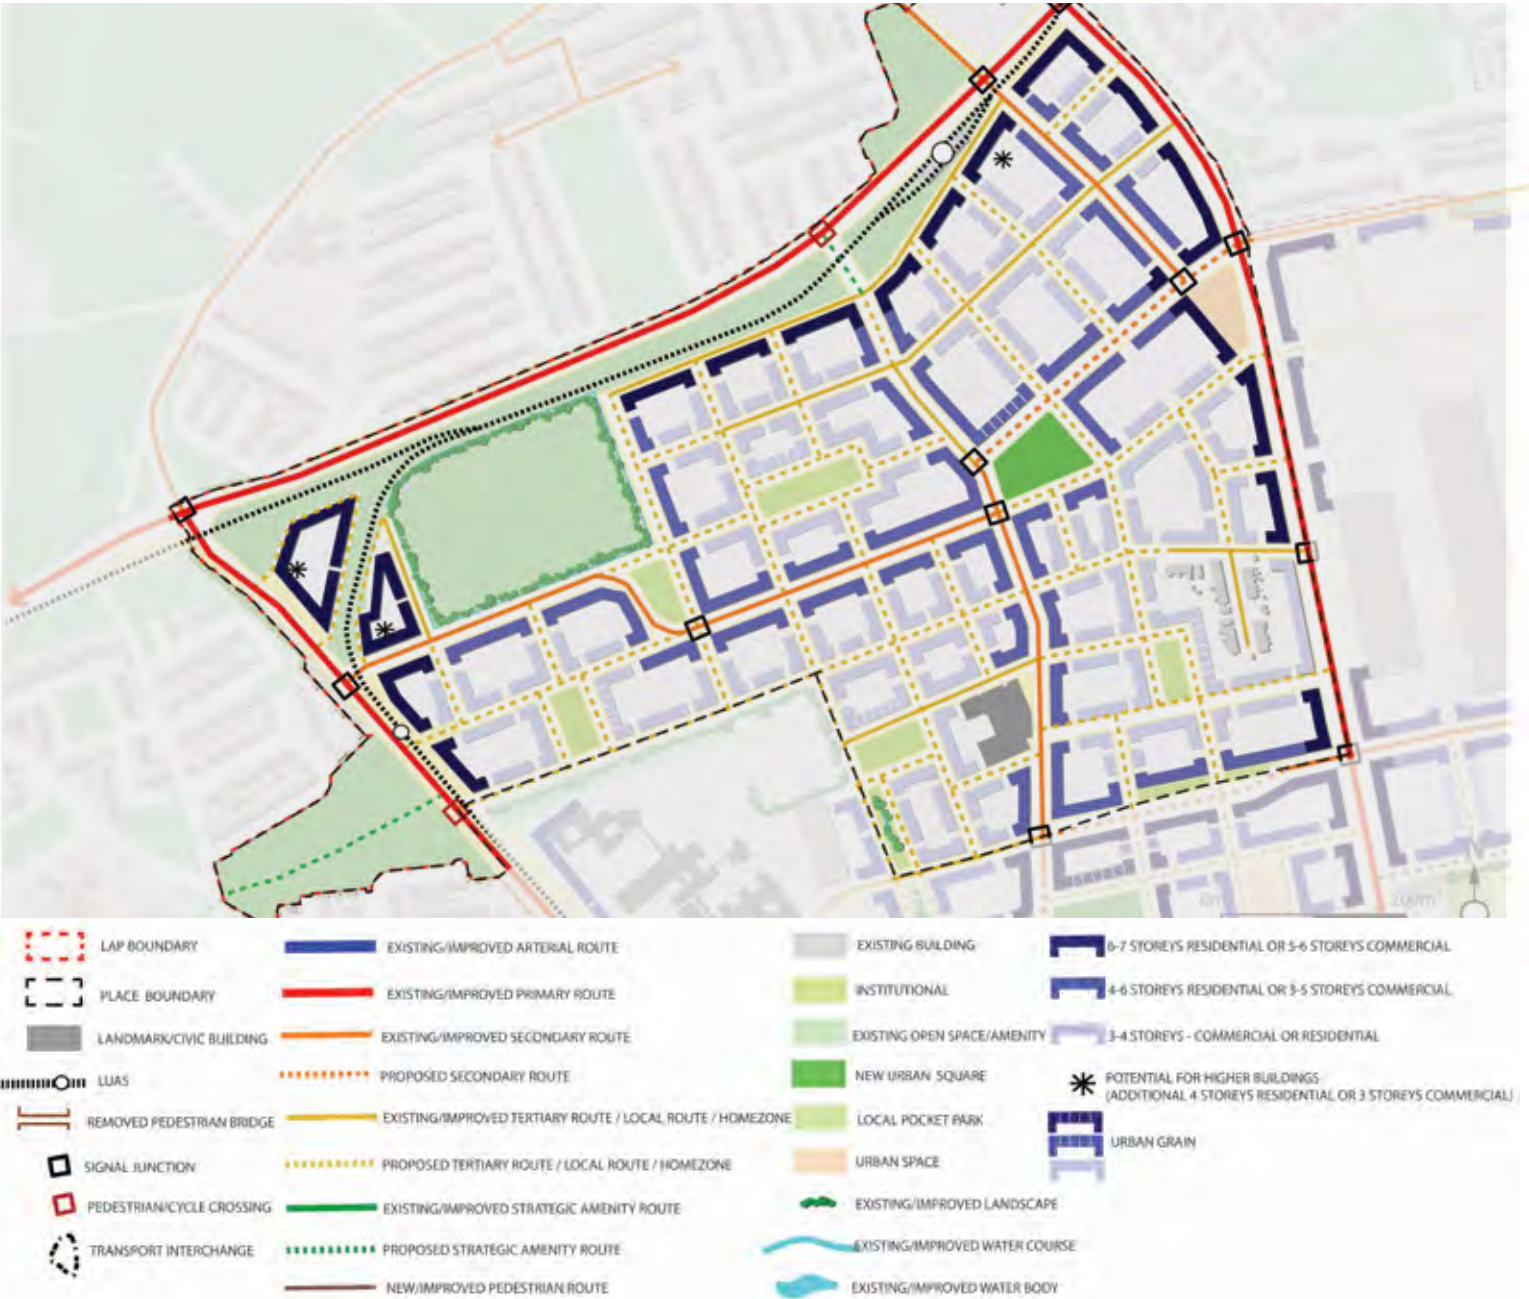 0m 200m
LAP BOUNDARY
PLACE BOUNDARY
LANDMARK/CIVIC BUILDING
LUAS
REMOVED PEDESTRIAN BRIDGE
SIGNAL JUNCTION
PEDESTRIAN/CYCLE CROSSING
TRANSPORT INTERCHANGE
EXISTING/IMPROVED ARTERIAL ROUTE
EXISTING/IMPROVED PRIMARY ROUTE
EXISTING/IMPROVED SECONDARY ROUTE
PROPOSED SECONDARY ROUTE
EXISTING/IMPROVED TERTIARY ROUTE / LOCAL ROUTE / HOMEZONE
PROPOSED TERTIARY ROUTE / LOCAL ROUTE / HOMEZONE
EXISTING/IMPROVED STRATEGIC AMENITY ROUTE
PROPOSED STRATEGIC AMENITY ROUTE
NEW/IMPROVED PEDESTRIAN ROUTE
EXISTING BUILDING
INSTITUTIONAL
EXISTING OPEN SPACE/AMENITY
NEW URBAN SQUARE
LOCAL POCKET PARK
URBAN SPACE
EXISTING/IMPROVED LANDSCAPE
EXISTING/IMPROVED WATER COURSE
EXISTING/IMPROVED WATER BODY
6-7 STOREYS RESIDENTIAL OR 5-6 STOREYS COMMERCIAL
4-6 STOREYS RESIDENTIAL OR 3-5 STOREYS COMMERCIAL
3-4 STOREYS - COMMERCIAL OR RESIDENTIAL
POTENTIAL FOR HIGHER BUILDINGS
(ADDITIONAL 4 STOREYS RESIDENTIAL OR 3 STOREYS COMMERCIAL)
URBAN GRAIN